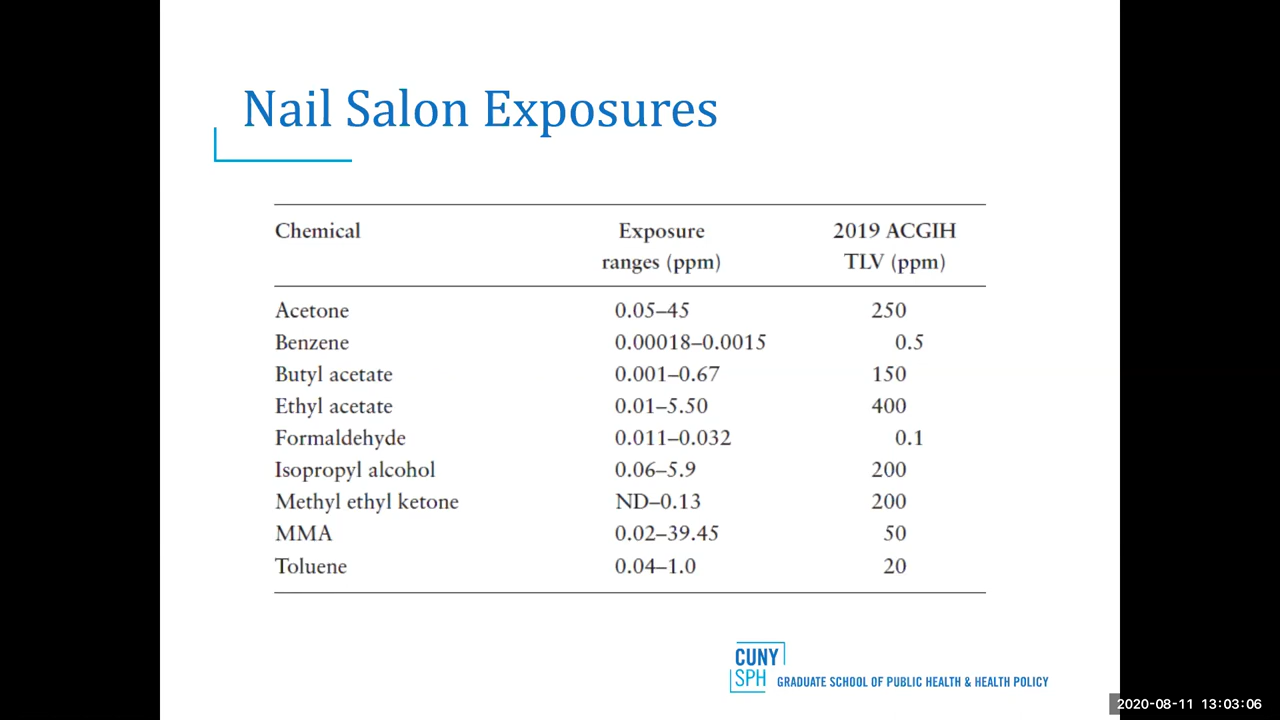 Nail Salon Exposures
Chemical Exposure 2019 ACGIH
ranges (ppm) TLV (ppm)
Acetone 0.05–45 250
Benzene 0.00018–0.0015 0.5
Butyl acetate 0.001–0.67 150
Ethyl acetate 0.01–5.50 400
Formaldehyde 0.011–0.032 0.1
Isopropyl alcohol 0.06–5.9 200
Methyl ethyl ketone ND–0.13 200
MMA 0.02–39.45 50
Toluene 0.04–1.0 20
CUNY
SPH GRADUATE SCHOOL OF PUBLIC HEALTH & HEALTH POLICY
2020-08-11 13:03:06